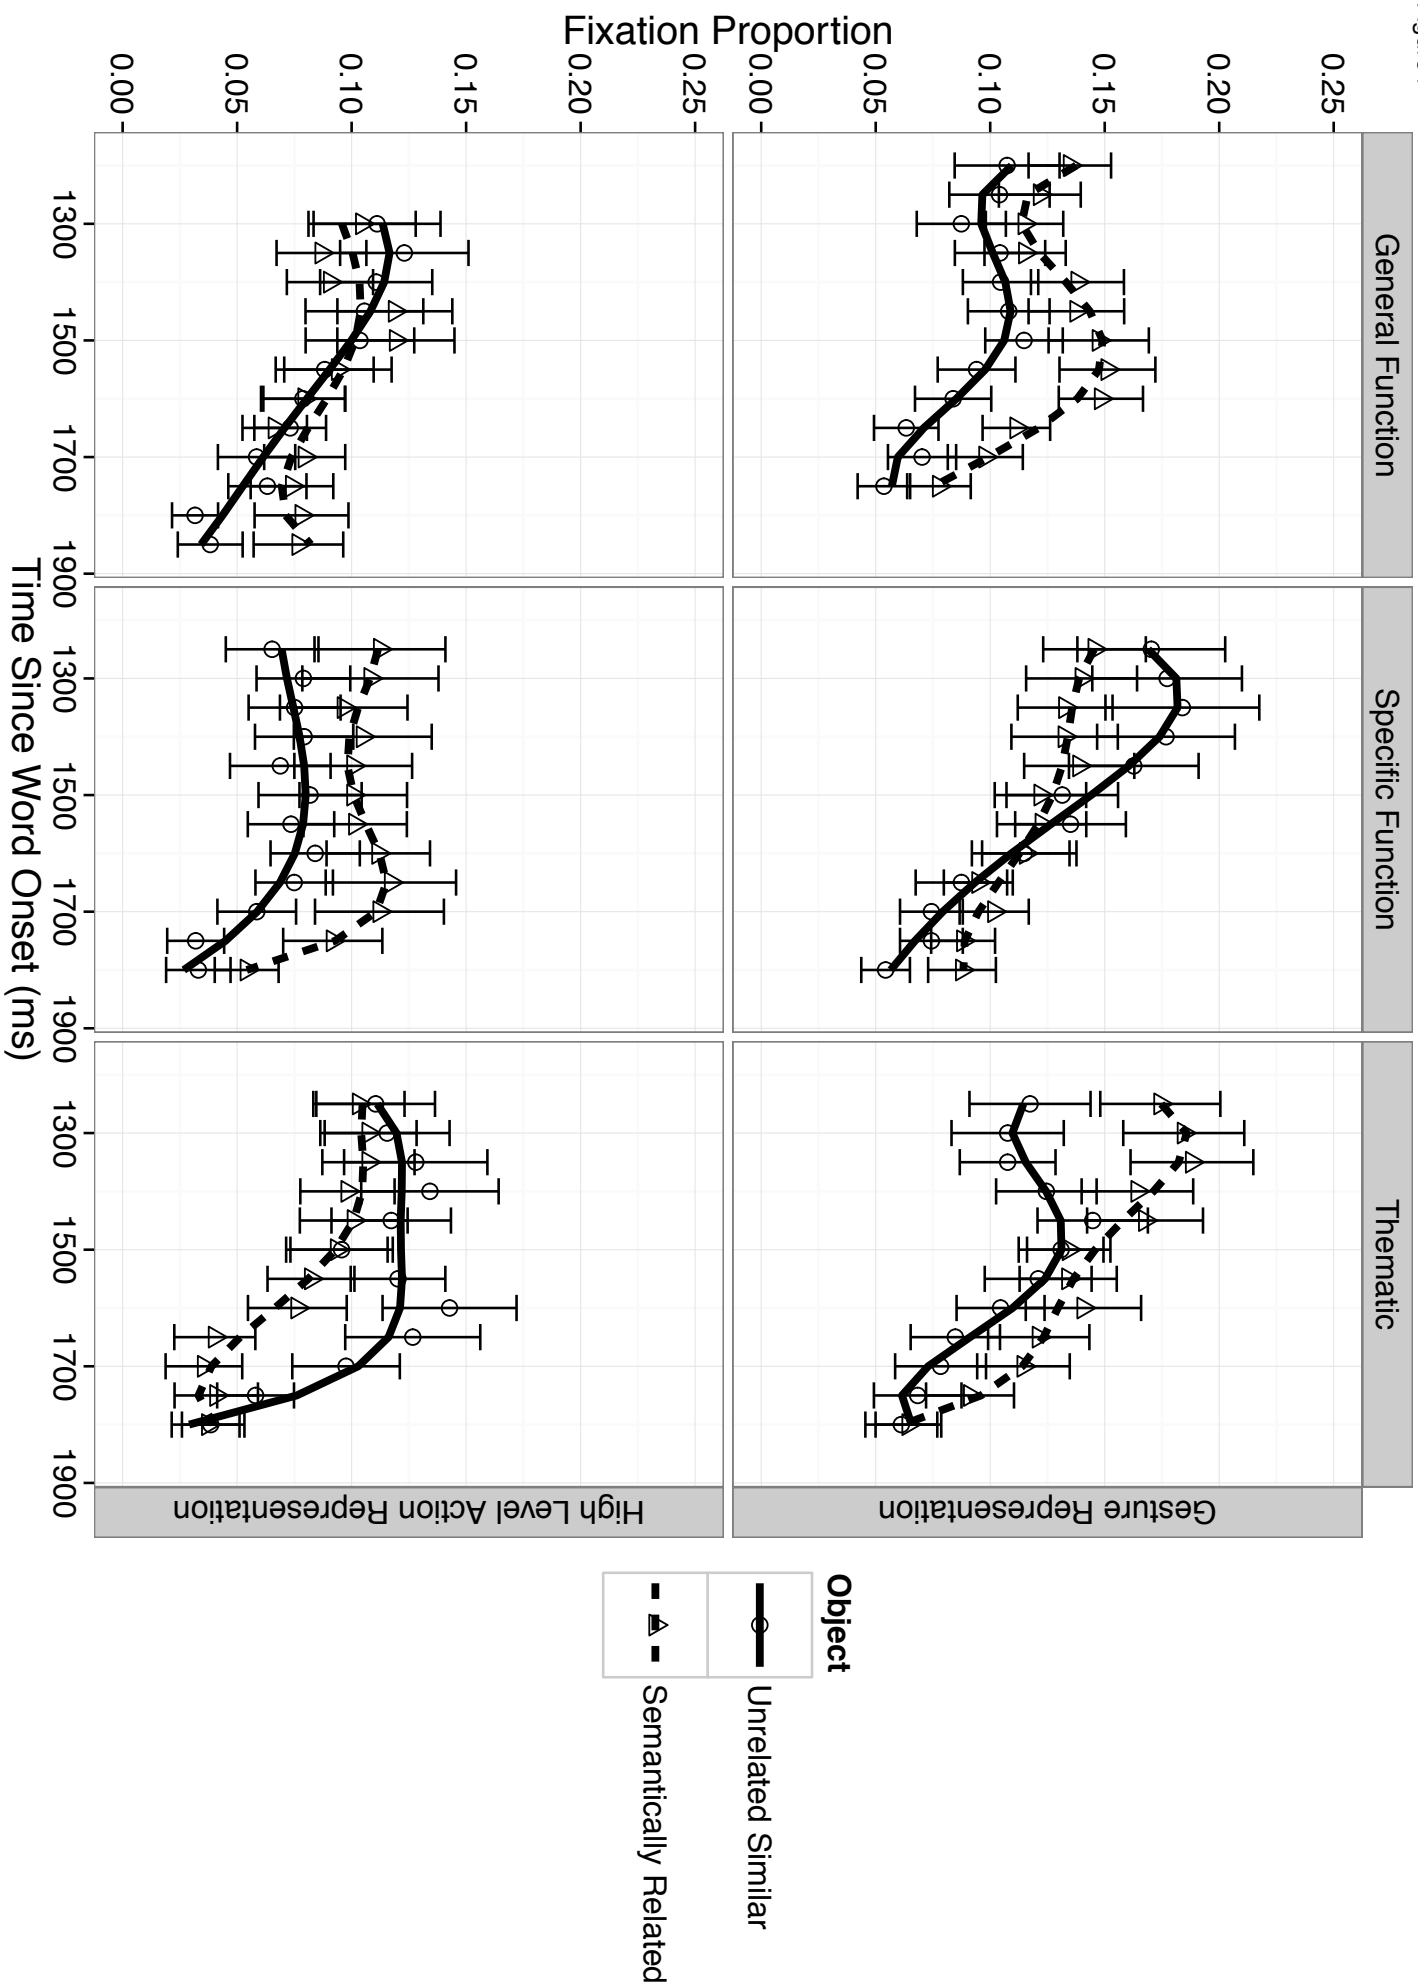 General Function
Specific Function
Thematic
0.25
0.20
0.15
0.10
0.05
0.00
Gesture Representation
0.25
0.20
0.15
0.10
0.05
0.00
High Level Action Representation
Fixation Proportion
1300
1500
1700
1900
1300
1500
1700
1900
1300
1500
1700
1900
Time Since Word Onset (ms)
Object
Unrelated Similar
Semantically Related